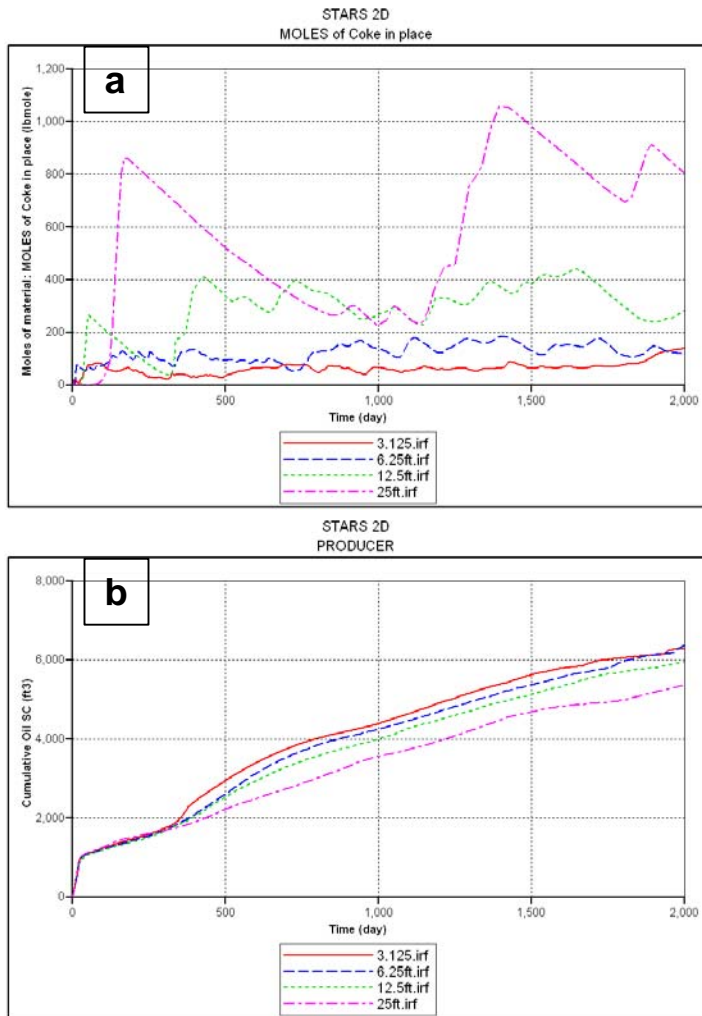 STARS 2D
MOLES of Coke in place
a
Moles of material: MOLES of Coke in place (lbmole)
1,200
1,000
800
600
400
200
0
0 500 1,000 1,500 2,000
Time (day)
3.125.irf
6.25ft.irf
12.5ft.irf
25ft.irf
STARS 2D
PRODUCER
b
Cumulative Oil SC (ft3)
8,000
6,000
4,000
2,000
0
0 500 1,000 1,500 2,000
Time (day)
3.125.irf
6.25ft.irf
12.5ft.irf
25ft.irf